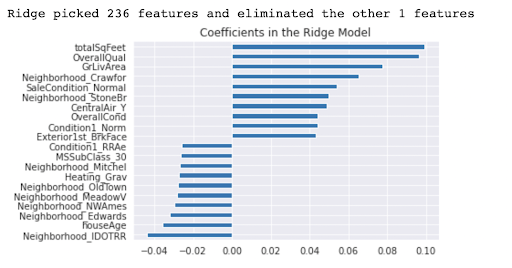 Ridge picked 236 features and eliminated the other 1 features
Coefficients in the Ridge Model
totalSqFeet
OverallQual
GrLivArea
Neighborhood_Crawfor
SaleCondition_Normal
Neighborhood_StoneBr
CentralAir_Y
OverallCond
Condition1_Norm
Exterior1st_BrkFace
Condition1_RRAe
MSSubClass_30
Neighborhood_Mitchel
Heating_Grav
Neighborhood_OldTown
Neighborhood_MeadowV
Neighborhood_NWAmes
Neighborhood_Edwards
houseAge
Neighborhood_IDOTRR
−0.04 −0.02 0.00 0.02 0.04 0.06 0.08 0.10